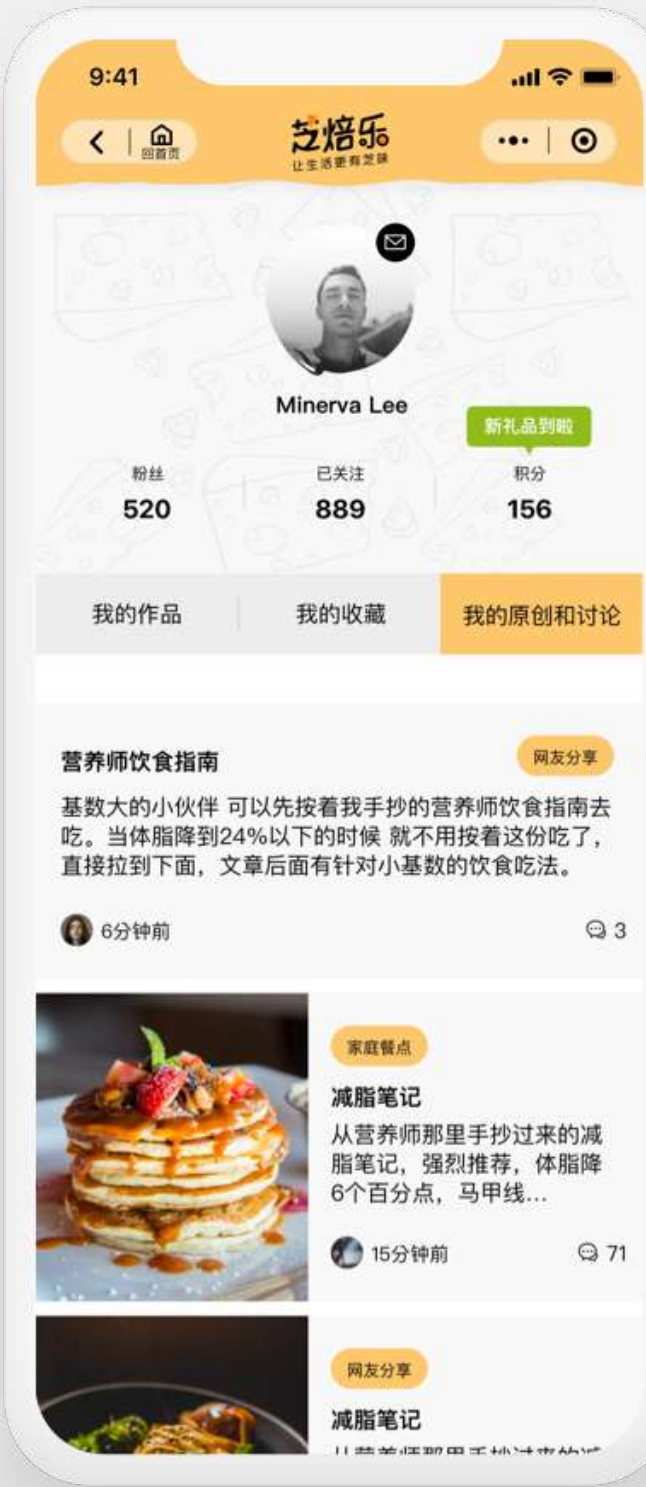 9:41
回首页
芝焙乐
让生活更有芝味
Minerva Lee
新礼品到啦
粉丝
已关注
积分
520
889
156
我的作品
我的收藏
我的原创和讨论
营养师饮食指南
网友分享
基数大的小伙伴 可以先按着我手抄的营养师饮食指南去
吃。当体脂降到24%以下的时候 就不用按着这份吃了，
直接拉到下面，文章后面有针对小基数的饮食吃法。
6分钟前
3
家庭餐点
减脂笔记
从营养师那里手抄过来的减
脂笔记，强烈推荐，体脂降
6个百分点，马甲线...
15分钟前
71
网友分享
减脂笔记